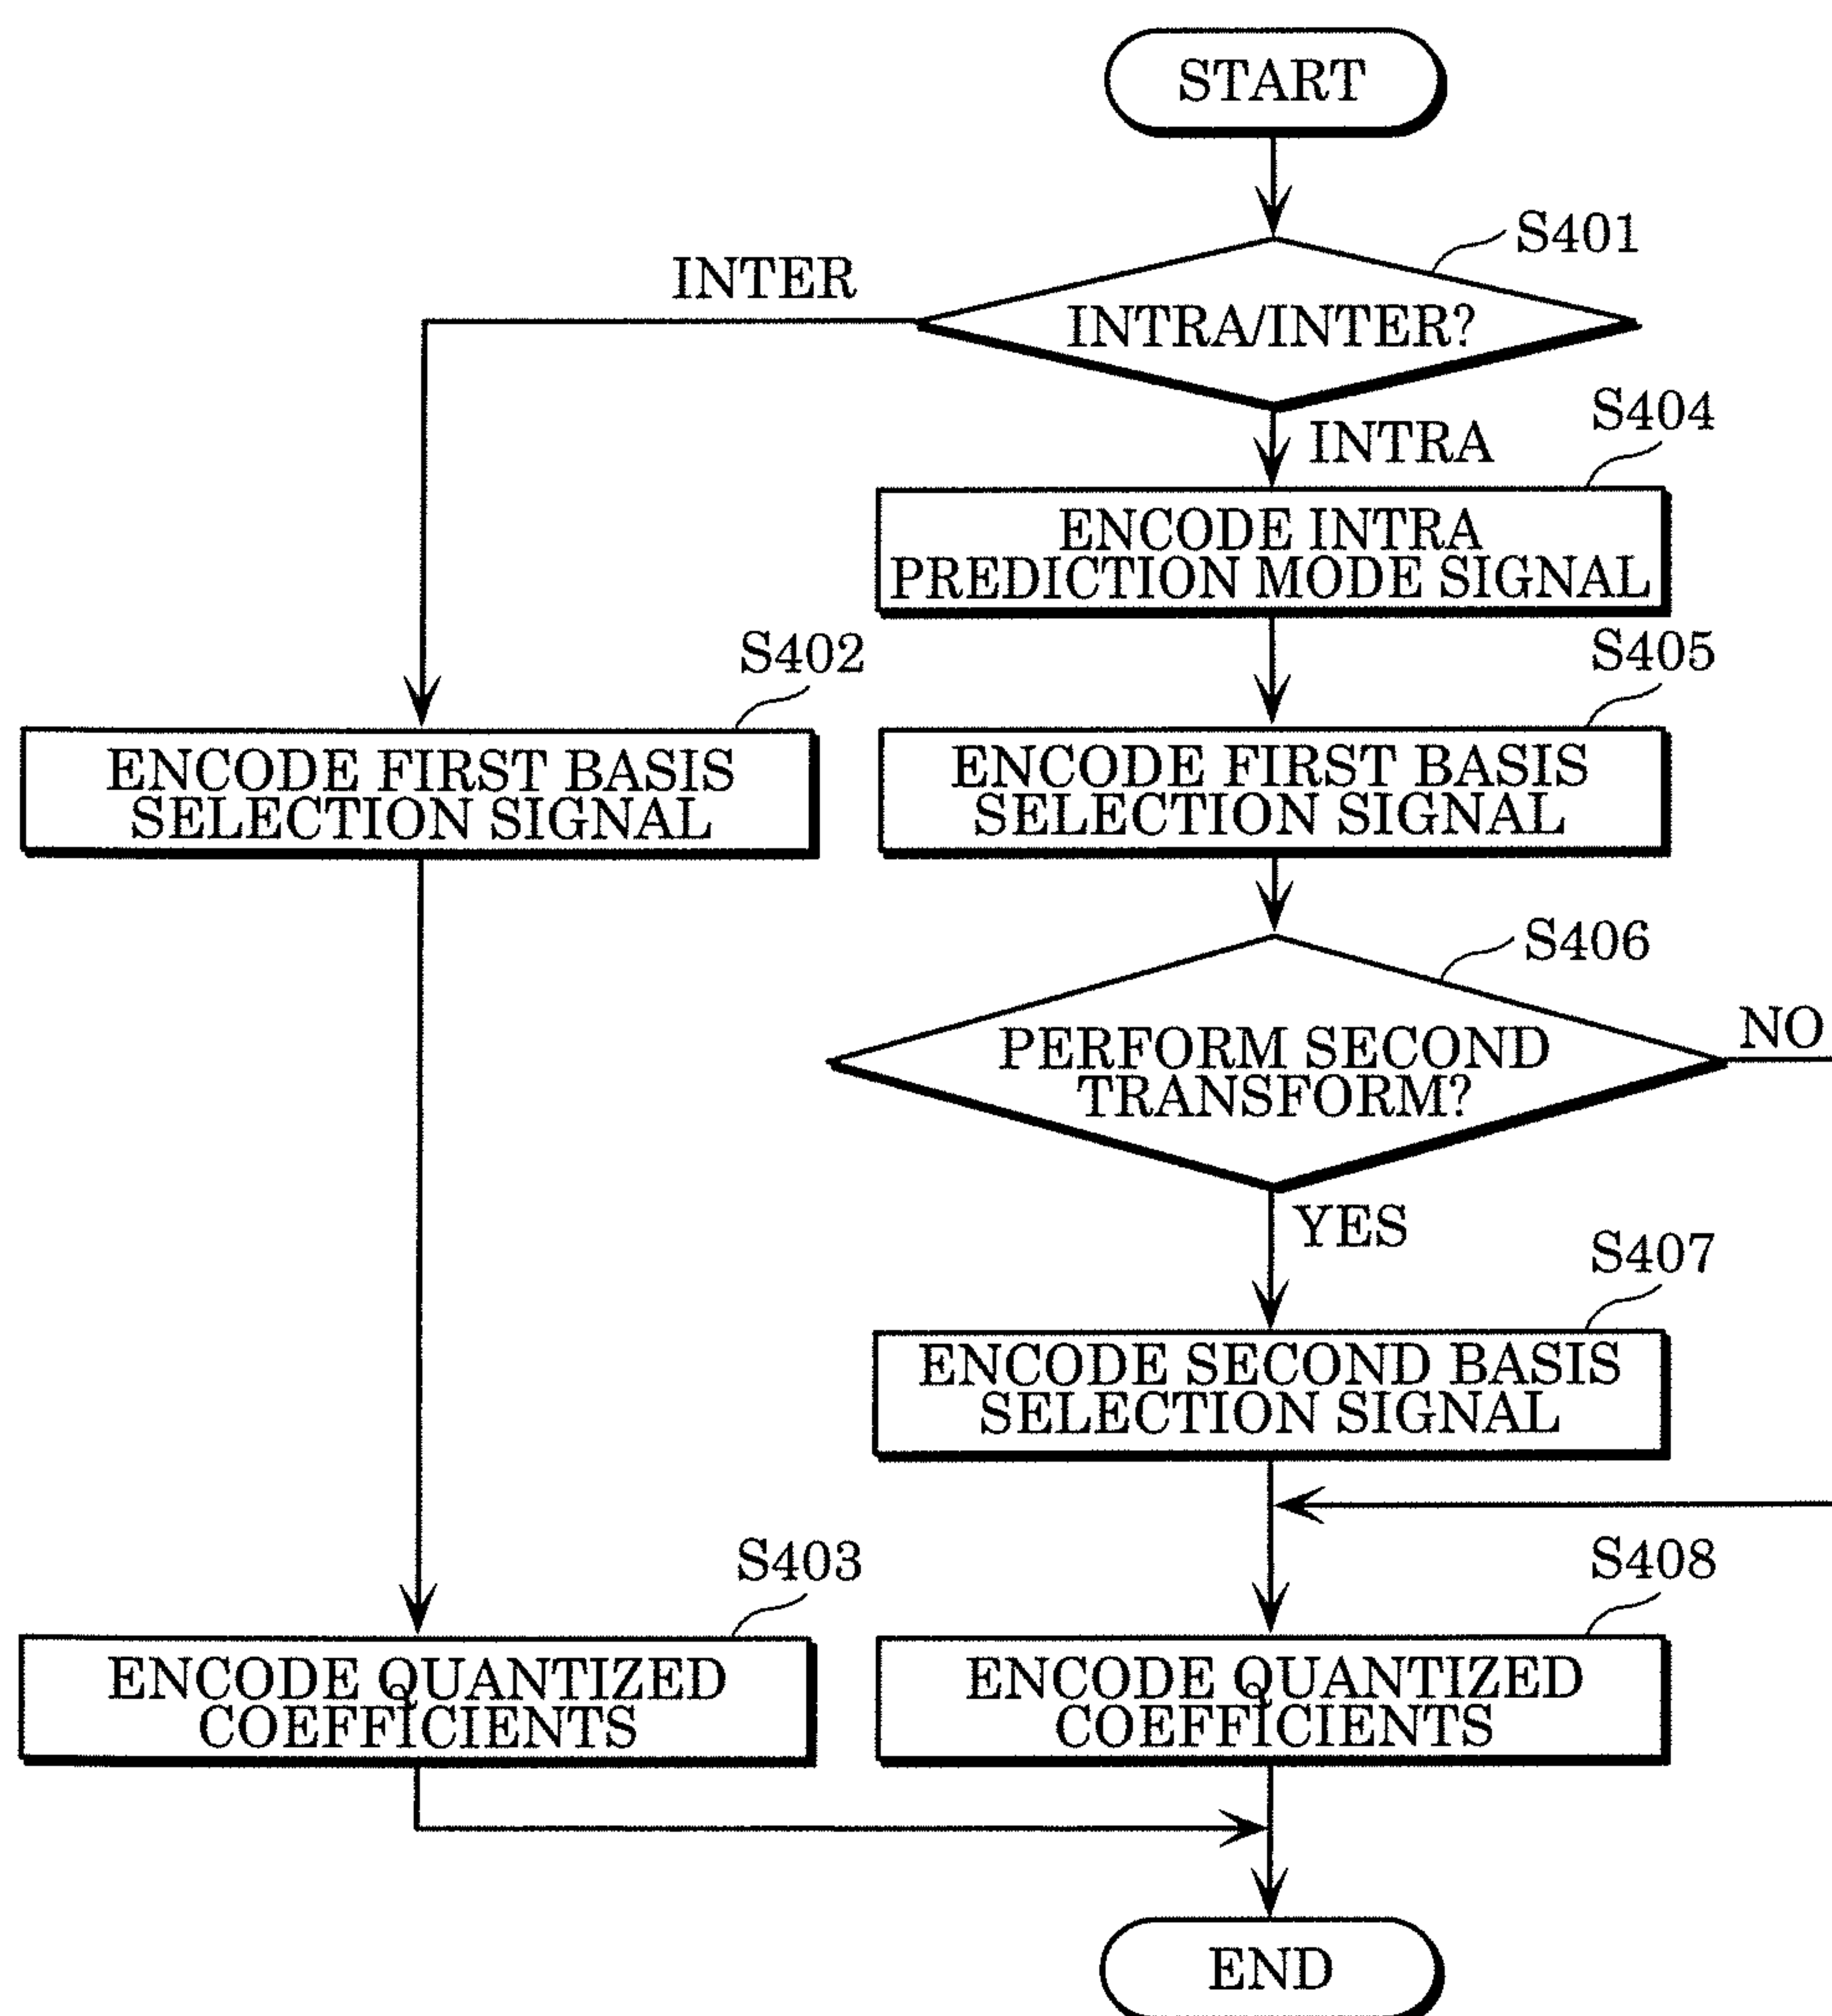 START
S401
INTER
INTRA/INTER?
S404
INTRA
ENCODE INTRA
PREDICTION MODE SIGNAL
S402
S405
ENCODE FIRST BASIS
SELECTION SIGNAL
ENCODE FIRST BASIS
SELECTION SIGNAL
S406
NO
PERFORM SECOND
TRANSFORM?
YES
S407
ENCODE SECOND BASIS
SELECTION SIGNAL
S403
S408
ENCODE QUANTIZED
COEFFICIENTS
ENCODE QUANTIZED
COEFFICIENTS
END